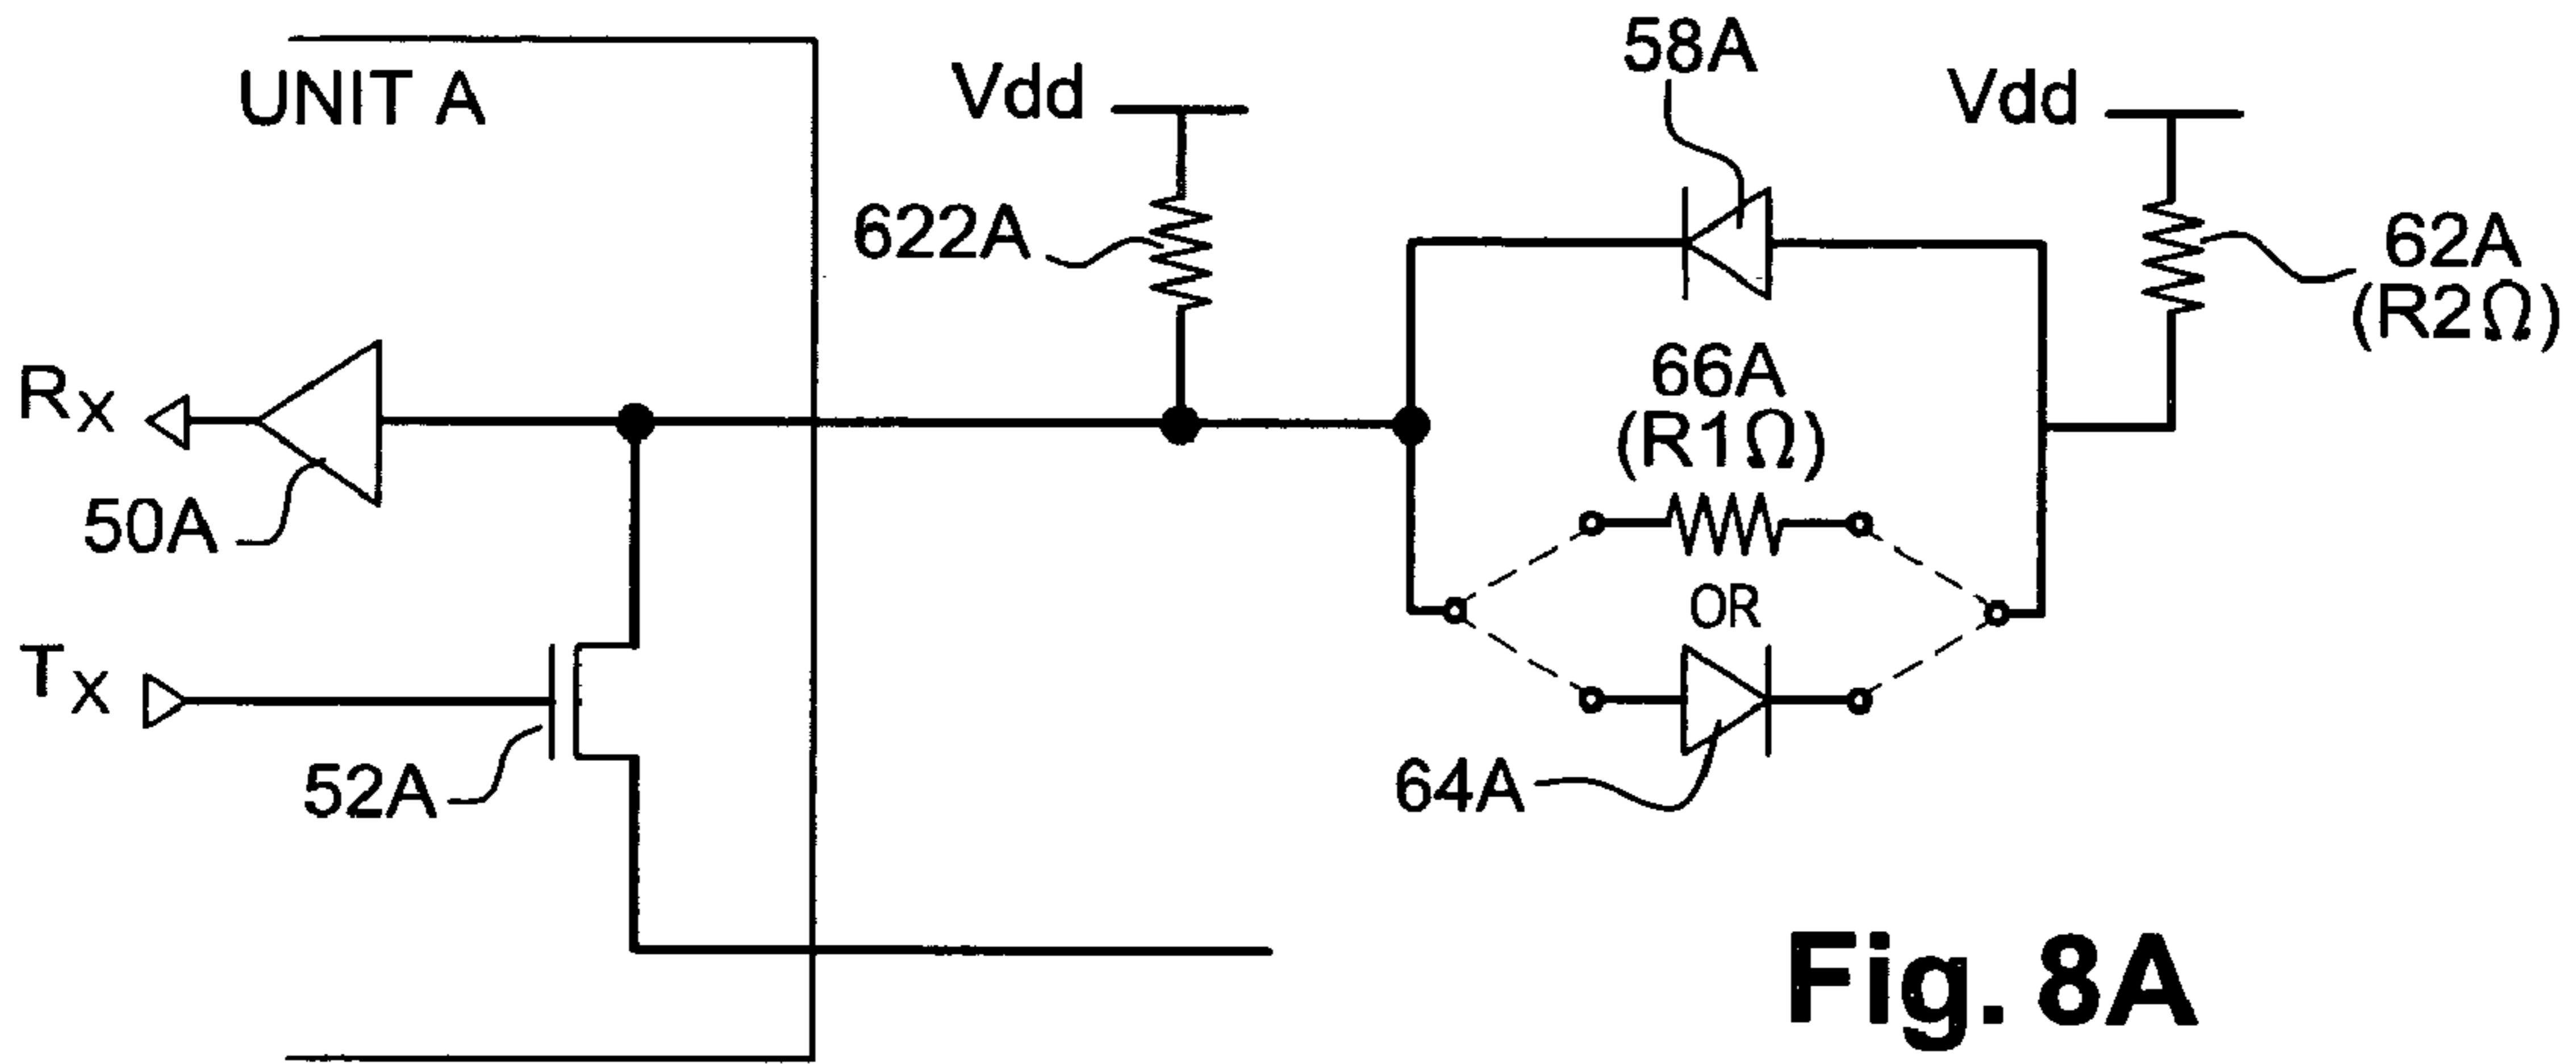 UNIT A
Vdd
58A
Vdd
622A
62A
(R2Ω)
66A
(R1Ω)
RX
50A
OR
TX
52A
64A
Fig. 8A